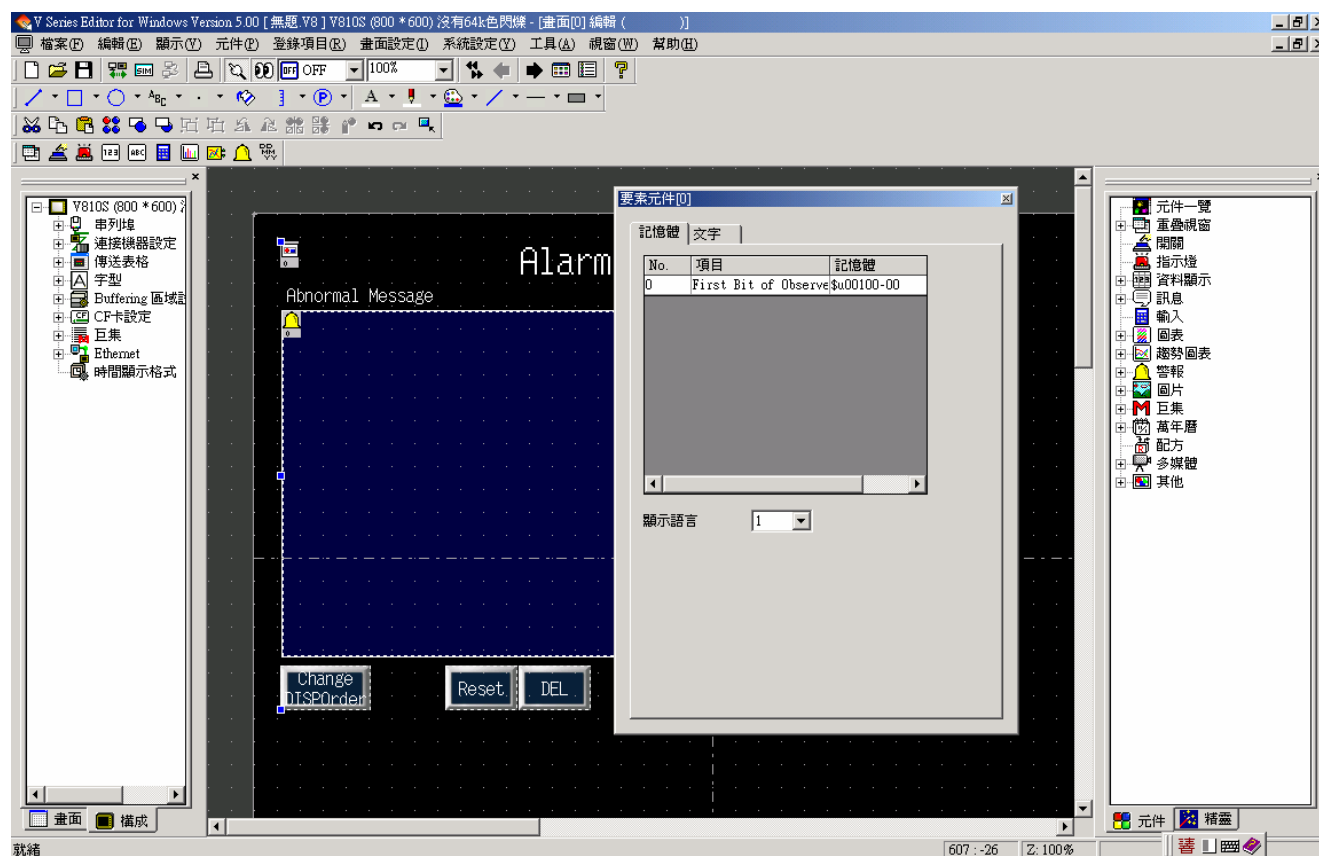 V Series Editor for Windows Version 5.00 [ 無題.V8 ] V810S (800 * 600) 沒有64k色閃爍 - [畫面[0] 編輯 ( )]
檔案(F) 編輯(E) 顯示(V) 元件(P) 登錄項目(R) 畫面設定(I) 系統設定(Y) 工具(A) 視窗(W) 幫助(H)
SIM OFF OFF 100%
ABC P A
123 ABC
V810S (800 * 600)
串列埠
連接機器設定
傳送表格
字型
Buffering 區域
CF卡設定
巨集
Ethernet
時間顯示格式
畫面 構成
Alarm
0
Abnormal Message
0
Change
DISPOrder
Reset
DEL
要素元件[0]
記憶體 文字
No. 項目 記憶體
0 First Bit of Observe $u00100-00
顯示語言 1
元件一覽
重疊視窗
開關
指示燈
資料顯示
訊息
輸入
圖表
趨勢圖表
警報
圖片
巨集
萬年曆
配方
多媒體
其他
元件 精靈
就緒
607 : -26 Z: 100%